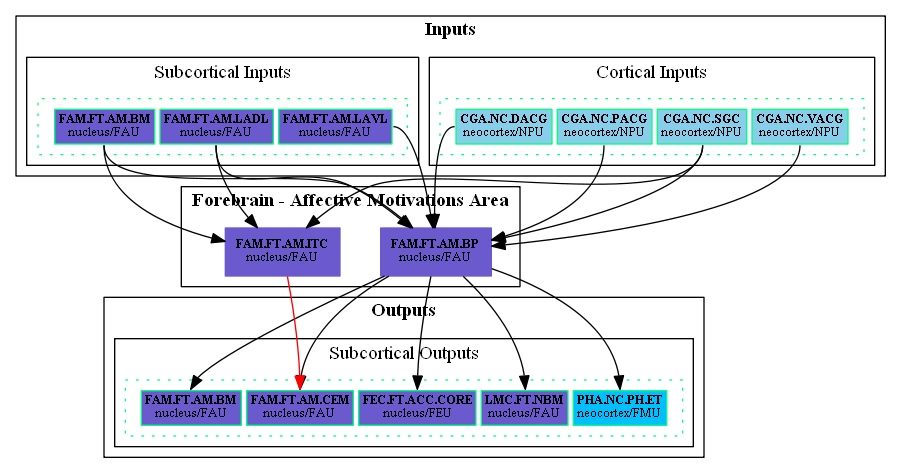 Inputs
Subcortical Inputs
Cortical Inputs
FAM.FT.AM.BM
nucleus/FAU
FAM.FT.AM.LADL
nucleus/FAU
FAM.FT.AM.LAVL
nucleus/FAU
CGA.NC.DACG
neocortex/NPU
CGA.NC.PACG
neocortex/NPU
CGA.NC.SGC
neocortex/NPU
CGA.NC.VACG
neocortex/NPU
Forebrain - Affective Motivations Area
FAM.FT.AM.ITC
nucleus/FAU
FAM.FT.AM.BP
nucleus/FAU
Outputs
Subcortical Outputs
FAM.FT.AM.BM
nucleus/FAU
FAM.FT.AM.CEM
nucleus/FAU
FEC.FT.ACC.CORE
nucleus/FEU
LMC.FT.NBM
nucleus/FAU
PHA.NC.PH.ET
neocortex/FMU